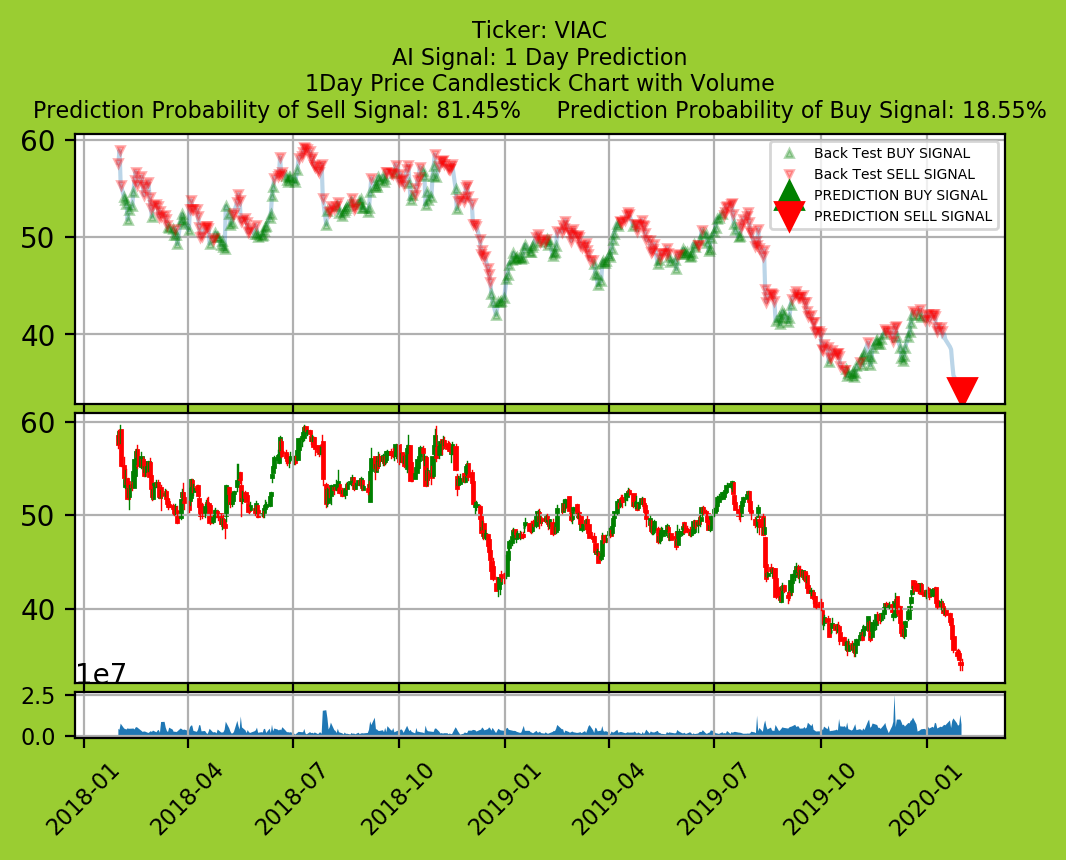 Ticker: VIAC
AI Signal: 1 Day Prediction
1Day Price Candlestick Chart with Volume
Prediction Probability of Sell Signal: 81.45% Prediction Probability of Buy Signal: 18.55%
60
50
40
Back Test BUY SIGNAL
Back Test SELL SIGNAL
PREDICTION BUY SIGNAL
PREDICTION SELL SIGNAL
60
50
40
1e7
2.5
0.0
2018-01
2018-04
2018-07
2018-10
2019-01
2019-04
2019-07
2019-10
2020-01